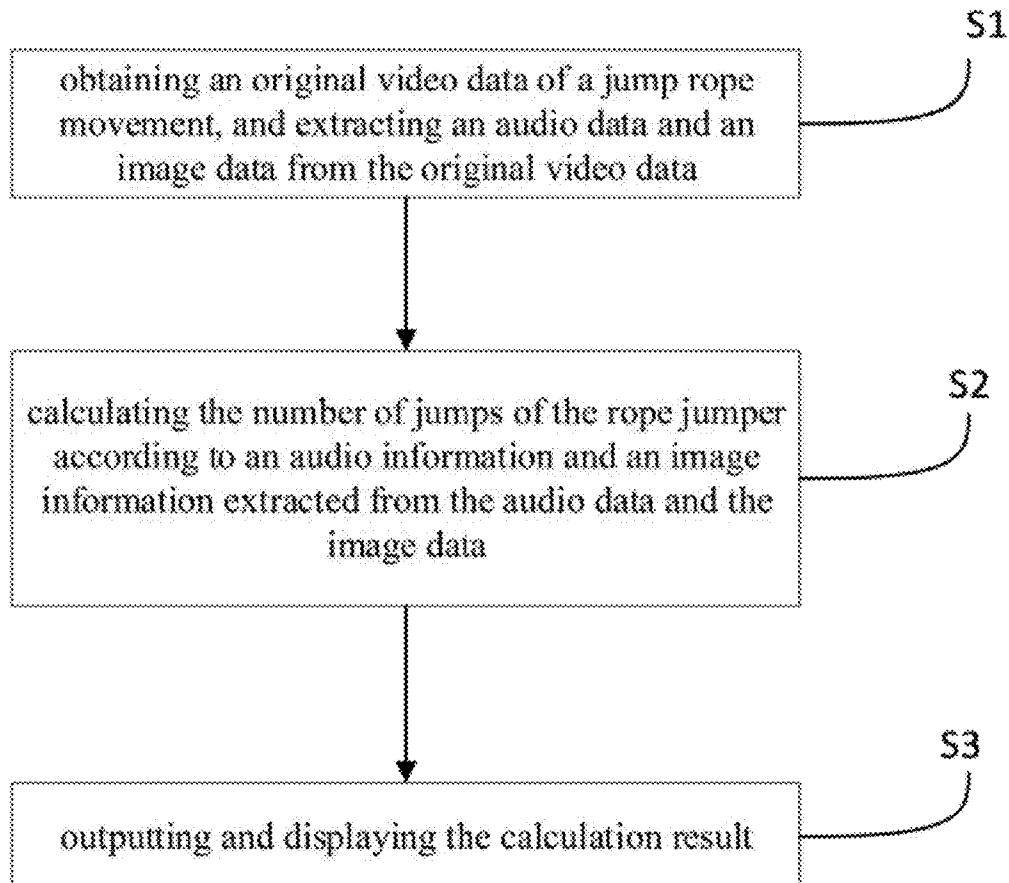 S1
obtaining an original video data of a jump rope
movement, and extracting an audio data and an
image data from the original video data
S2
calculating the number of jumps of the rope jumper
according to an audio information and an image
information extracted from the audio data and the
image data
S3
outputting and displaying the calculation result